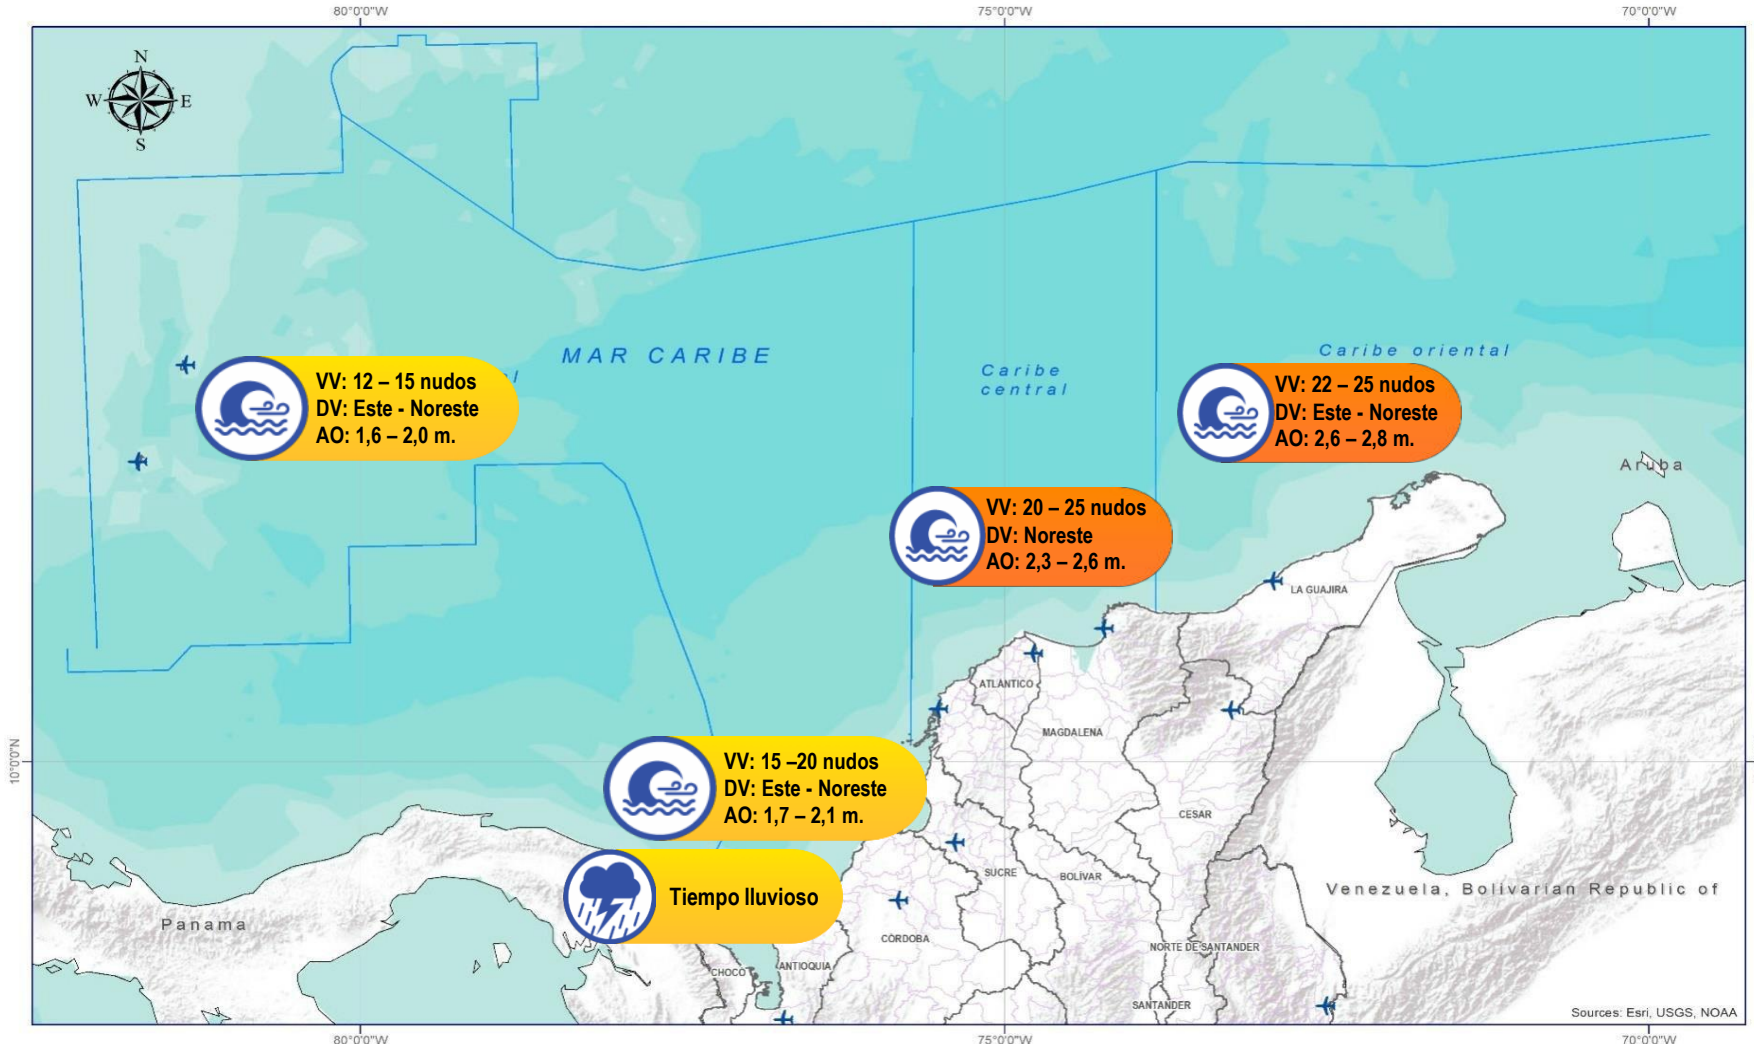 80°0'0"W
75°0'0"W
70°0'0"W
N
W
E
S
MAR CARIBE
Caribe
central
Caribe oriental
VV: 12 – 15 nudos
DV: Este - Noreste
AO: 1,6 – 2,0 m.
VV: 22 – 25 nudos
DV: Este - Noreste
AO: 2,6 – 2,8 m.
Aruba
VV: 20 – 25 nudos
DV: Noreste
AO: 2,3 – 2,6 m.
LA GUAJIRA
ATLÁNTICO
MAGDALENA
10°0'0"N
VV: 15 –20 nudos
DV: Este - Noreste
AO: 1,7 – 2,1 m.
CESAR
SUCRE
BOLÍVAR
Venezuela, Bolivarian Republic of
Tiempo lluvioso
Panama
CÓRDOBA
NORTE DE SANTANDER
CHOCÓ
ANTIOQUIA
SANTANDER
Sources: Esri, USGS, NOAA
80°0'0"W
75°0'0"W
70°0'0"W